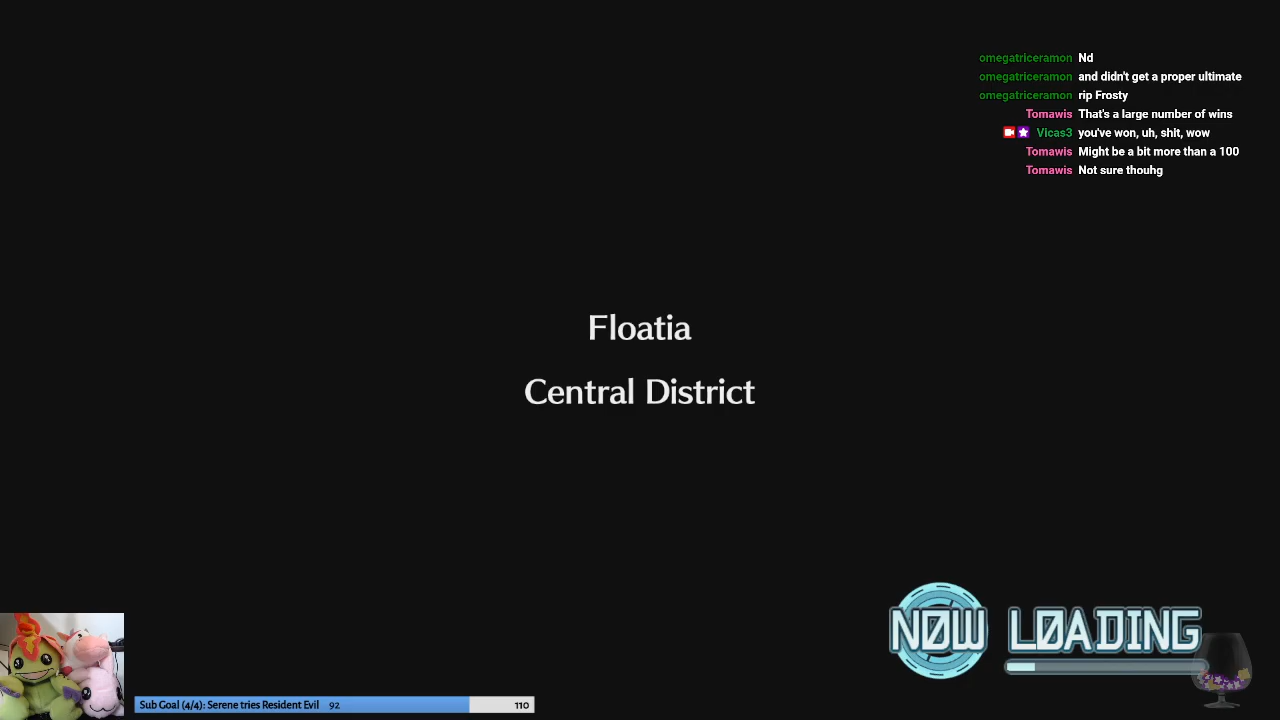 omegatriceramon Nd
omegatriceramon and didn't get a proper ultimate
omegatriceramon rip Frosty
Tomawis That's a large number of wins
Vicas3 you've won, uh, shit, wow
Tomawis Might be a bit more than a 100
Tomawis Not sure thouhg
Floatia
Central District
NOW LOADING
Sub Goal (4/4): Serene tries Resident Evil 92 110